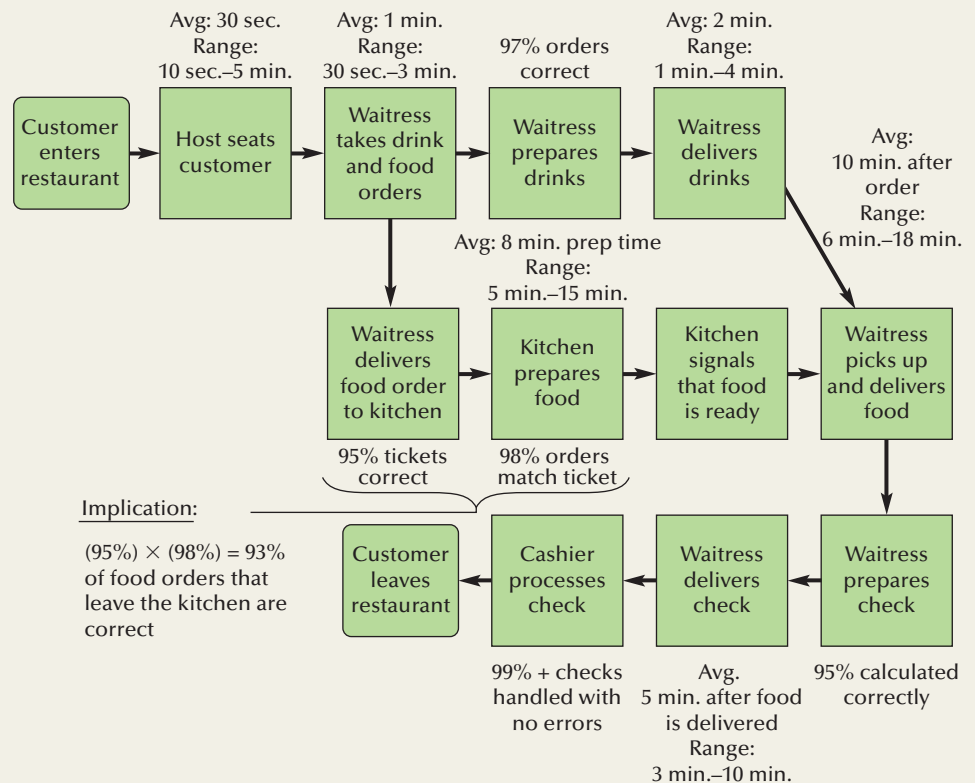 Avg: 30 sec.
Range:
10 sec.–5 min.
Avg: 1 min.
Range:
30 sec.–3 min.
97% orders
correct
Avg: 2 min.
Range:
1 min.–4 min.
Customer
enters
restaurant
Host seats
customer
Waitress
takes drink
and food
orders
Waitress
prepares
drinks
Waitress
delivers
drinks
Avg:
10 min. after
order
Range:
6 min.–18 min.
Avg: 8 min. prep time
Range:
5 min.–15 min.
Waitress
delivers
food order
to kitchen
Kitchen
prepares
food
Kitchen
signals
that food
is ready
Waitress
picks up
and delivers
food
95% tickets
correct
98% orders
match ticket
Implication:
(95%) × (98%) = 93%
of food orders that
leave the kitchen are
correct
Customer
leaves
restaurant
Cashier
processes
check
Waitress
delivers
check
Waitress
prepares
check
99% + checks
handled with
no errors
Avg.
5 min. after food
is delivered
Range:
3 min.–10 min.
95% calculated
correctly